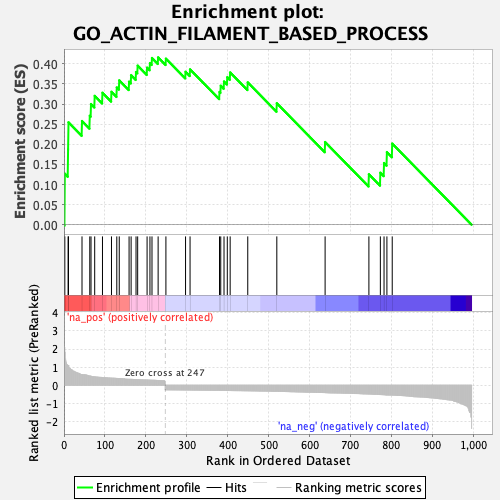 Enrichment plot:
GO_ACTIN_FILAMENT_BASED_PROCESS
Enrichment score (ES)
0.40
0.35
0.30
0.25
0.20
0.15
0.10
0.05
0.00
Ranked list metric (PreRanked)
4
3
2
1
0
-1
-2
'na_pos' (positively correlated)
Zero cross at 247
'na_neg' (negatively correlated)
0 100 200 300 400 500 600 700 800 900 1,000
Rank in Ordered Dataset
Enrichment profile Hits Ranking metric scores